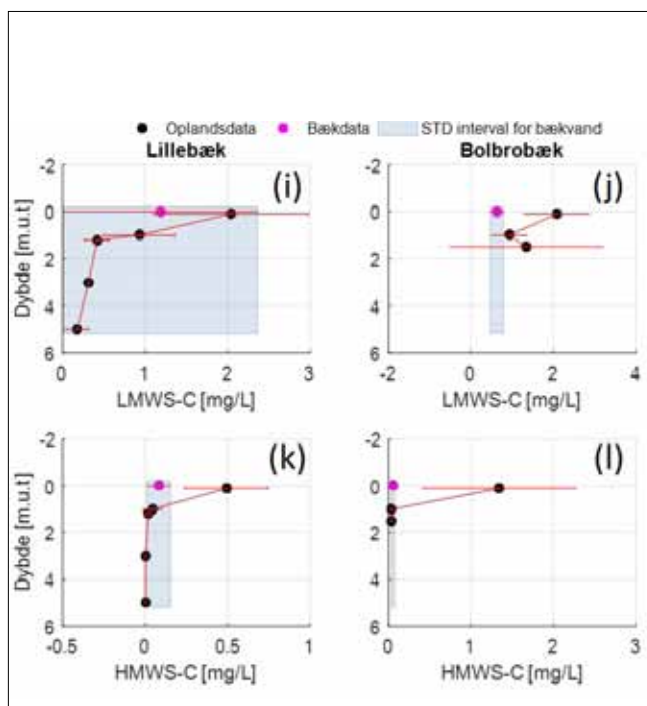 Oplandsdata Bækdata STD interval for bækvand
Lillebæk Bolbrobæk
-2 0 2 4 6
Dybde [m.u.t]
(i)
0 1 2 3
LMWS-C [mg/L]
(j)
-2 0 2 4 6
-2 0 2 4
LMWS-C [mg/L]
-2 0 2 4 6
Dybde [m.u.t]
(k)
-0.5 0 0.5 1
HMWS-C [mg/L]
(l)
-2 0 2 4 6
0 1 2 3
HMWS-C [mg/L]